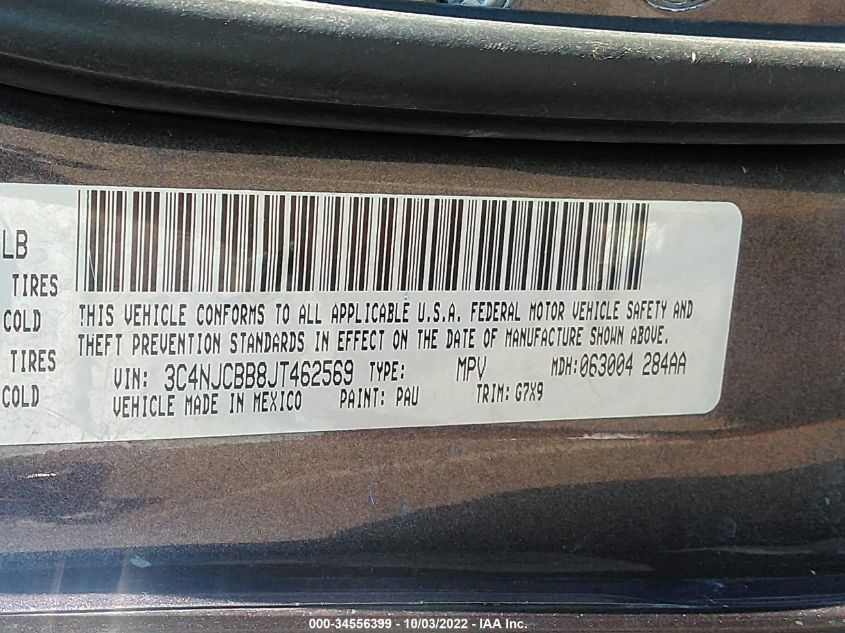 LB
TIRES
COLD
TIRES
COLD
THIS VEHICLE CONFORMS TO ALL APPLICABLE U.S.A. FEDERAL MOTOR VEHICLE SAFETY AND
THEFT PREVENTION STANDARDS IN EFFECT ON THE DATE OF MANUFACTURE SHOWN ABOVE.
VIN: 3C4NJCBB8JT462569 TYPE: MPV MDH: 063004 284AA
VEHICLE MADE IN MEXICO PAINT: PAU TRIM: G7X9
000-34556399 - 10/03/2022 - IAA Inc.